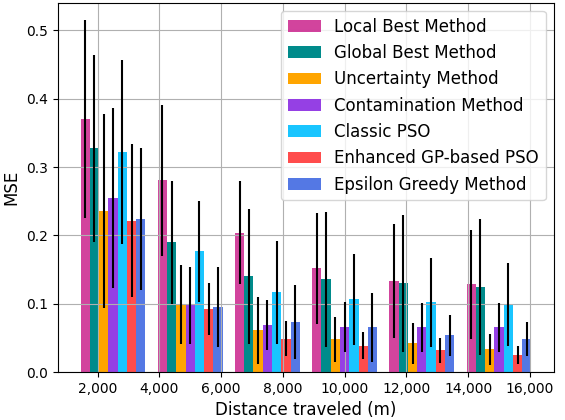 MSE
0.5
0.4
0.3
0.2
0.1
0.0
Local Best Method
Global Best Method
Uncertainty Method
Contamination Method
Classic PSO
Enhanced GP-based PSO
Epsilon Greedy Method
2,000 4,000 6,000 8,000 10,000 12,000 14,000 16,000
Distance traveled (m)